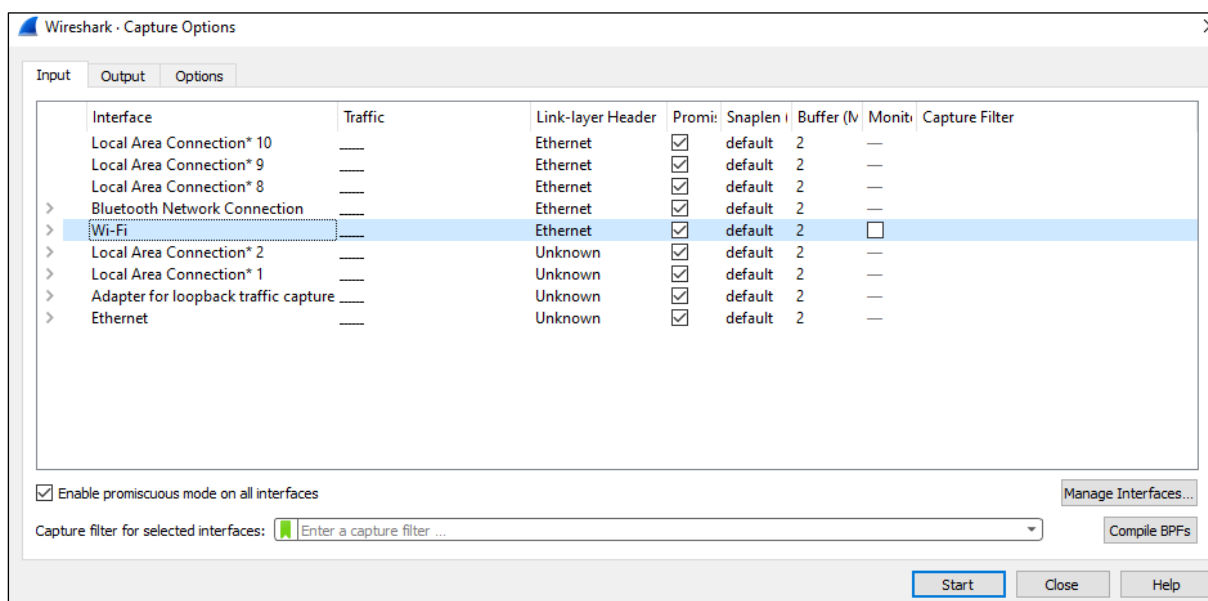 Wireshark · Capture Options
Input Output Options
Interface Traffic Link-layer Header Promis Snaplen ( Buffer (M Monito Capture Filter
Local Area Connection* 10 Ethernet default 2 —
Local Area Connection* 9 Ethernet default 2 —
Local Area Connection* 8 Ethernet default 2 —
Bluetooth Network Connection Ethernet default 2 —
Wi-Fi Ethernet default 2
Local Area Connection* 2 Unknown default 2 —
Local Area Connection* 1 Unknown default 2 —
Adapter for loopback traffic capture Unknown default 2 —
Ethernet Unknown default 2 —
Enable promiscuous mode on all interfaces Manage Interfaces...
Capture filter for selected interfaces: Enter a capture filter ... Compile BPFs
Start Close Help